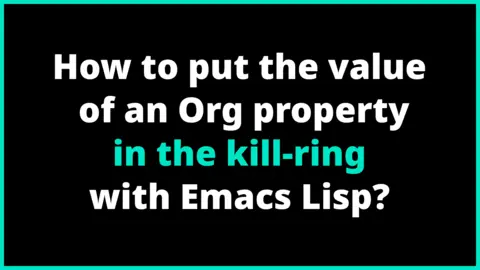 How to put the value
of an Org property
in the kill-ring
with Emacs Lisp?